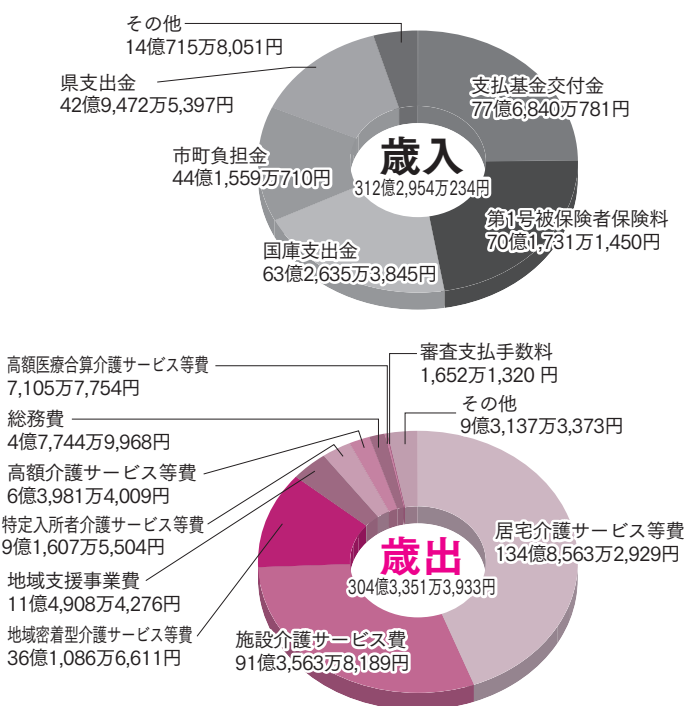 その他
14億715万8,051円
県支出金
42億9,472万5,397円
市町負担金
44億1,559万710円
国庫支出金
63億2,635万3,845円
支払基金交付金
77億6,840万781円
第1号被保険者保険料
70億1,731万1,450円
歳入
312億2,954万234円
高額医療合算介護サービス等費
7,105万7,754円
総務費
4億7,744万9,968円
高額介護サービス等費
6億3,981万4,009円
特定入所者介護サービス等費
9億1,607万5,504円
地域支援事業費
11億4,908万4,276円
地域密着型介護サービス等費
36億1,086万6,611円
施設介護サービス費
91億3,563万8,189円
審査支払手数料
1,652万1,320 円
その他
9億3,137万3,373円
居宅介護サービス等費
134億8,563万2,929円
歳出
304億3,351万3,933円